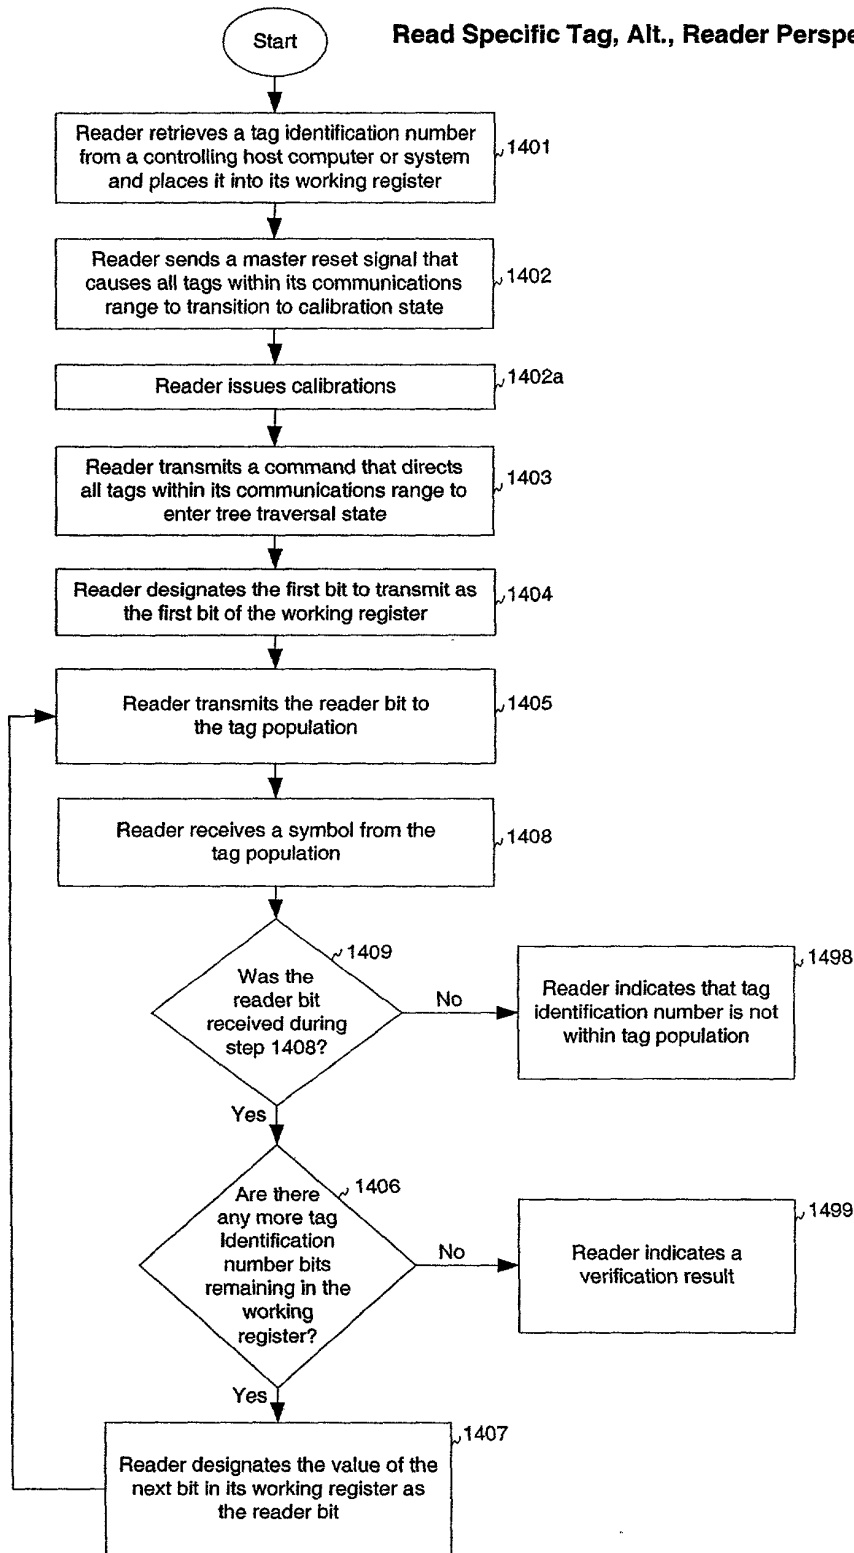 Start
Read Specific Tag, Alt., Reader Perspe
Reader retrieves a tag identification number
from a controlling host computer or system
and places it into its working register
1401
Reader sends a master reset signal that
causes all tags within its communications
range to transition to calibration state
1402
Reader issues calibrations
1402a
Reader transmits a command that directs
all tags within its communications range to
enter tree traversal state
1403
Reader designates the first bit to transmit as
the first bit of the working register
1404
Reader transmits the reader bit to
the tag population
1405
Reader receives a symbol from the
tag population
1408
1409
Was the
reader bit
received during
step 1408?
No
1498
Reader indicates that tag
identification number is not
within tag population
Yes
1406
Are there
any more tag
Identification
number bits
remaining in the
working
register?
No
1499
Reader indicates a
verification result
Yes
1407
Reader designates the value of the
next bit in its working register as
the reader bit